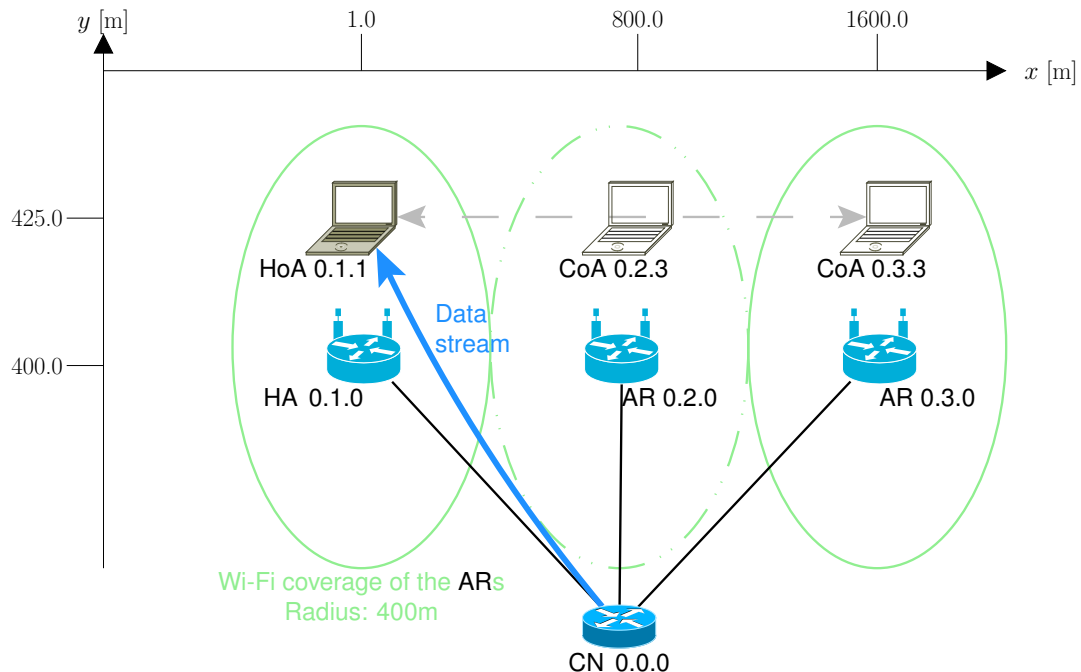 y [m]
1.0
800.0
1600.0
x [m]
425.0
HoA 0.1.1
CoA 0.2.3
CoA 0.3.3
Data
stream
400.0
HA 0.1.0
AR 0.2.0
AR 0.3.0
Wi-Fi coverage of the ARs
Radius: 400m
CN 0.0.0